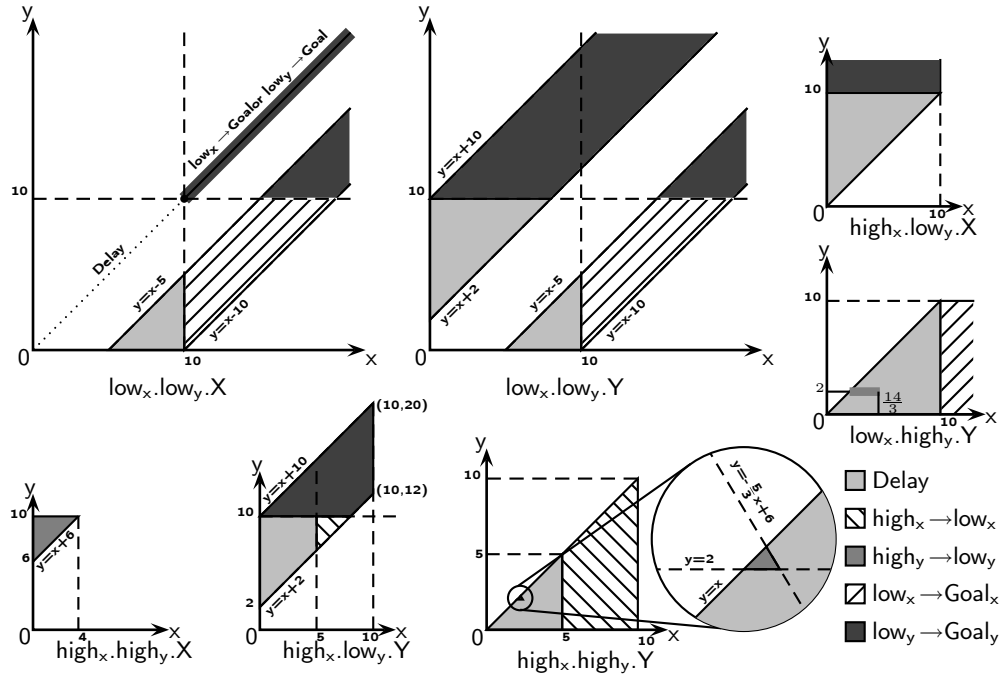 y
low_x →Goalor low_y →Goal
10
Delay
y=x-5
y=x-10
0
10
x
low_x.low_y.X
y
y=x+10
10
y=x+2
y=x-5
y=x-10
0
10
x
low_x.low_y.Y
y
10
0
10
x
high_x.low_y.X
y
10
2
14/3
0
10
x
low_x.high_y.Y
y
10
6
y=x+6
0
4
x
high_x.high_y.X
y
(10,20)
y=x+10
(10,12)
10
y=x+2
2
0
5
10
x
high_x.low_y.Y
y
10
5
0
5
10
x
high_x.high_y.Y
y=-5/3 x+6
y=2
y=x
Delay
high_x→low_x
high_y→low_y
low_x→Goal_x
low_y→Goal_y